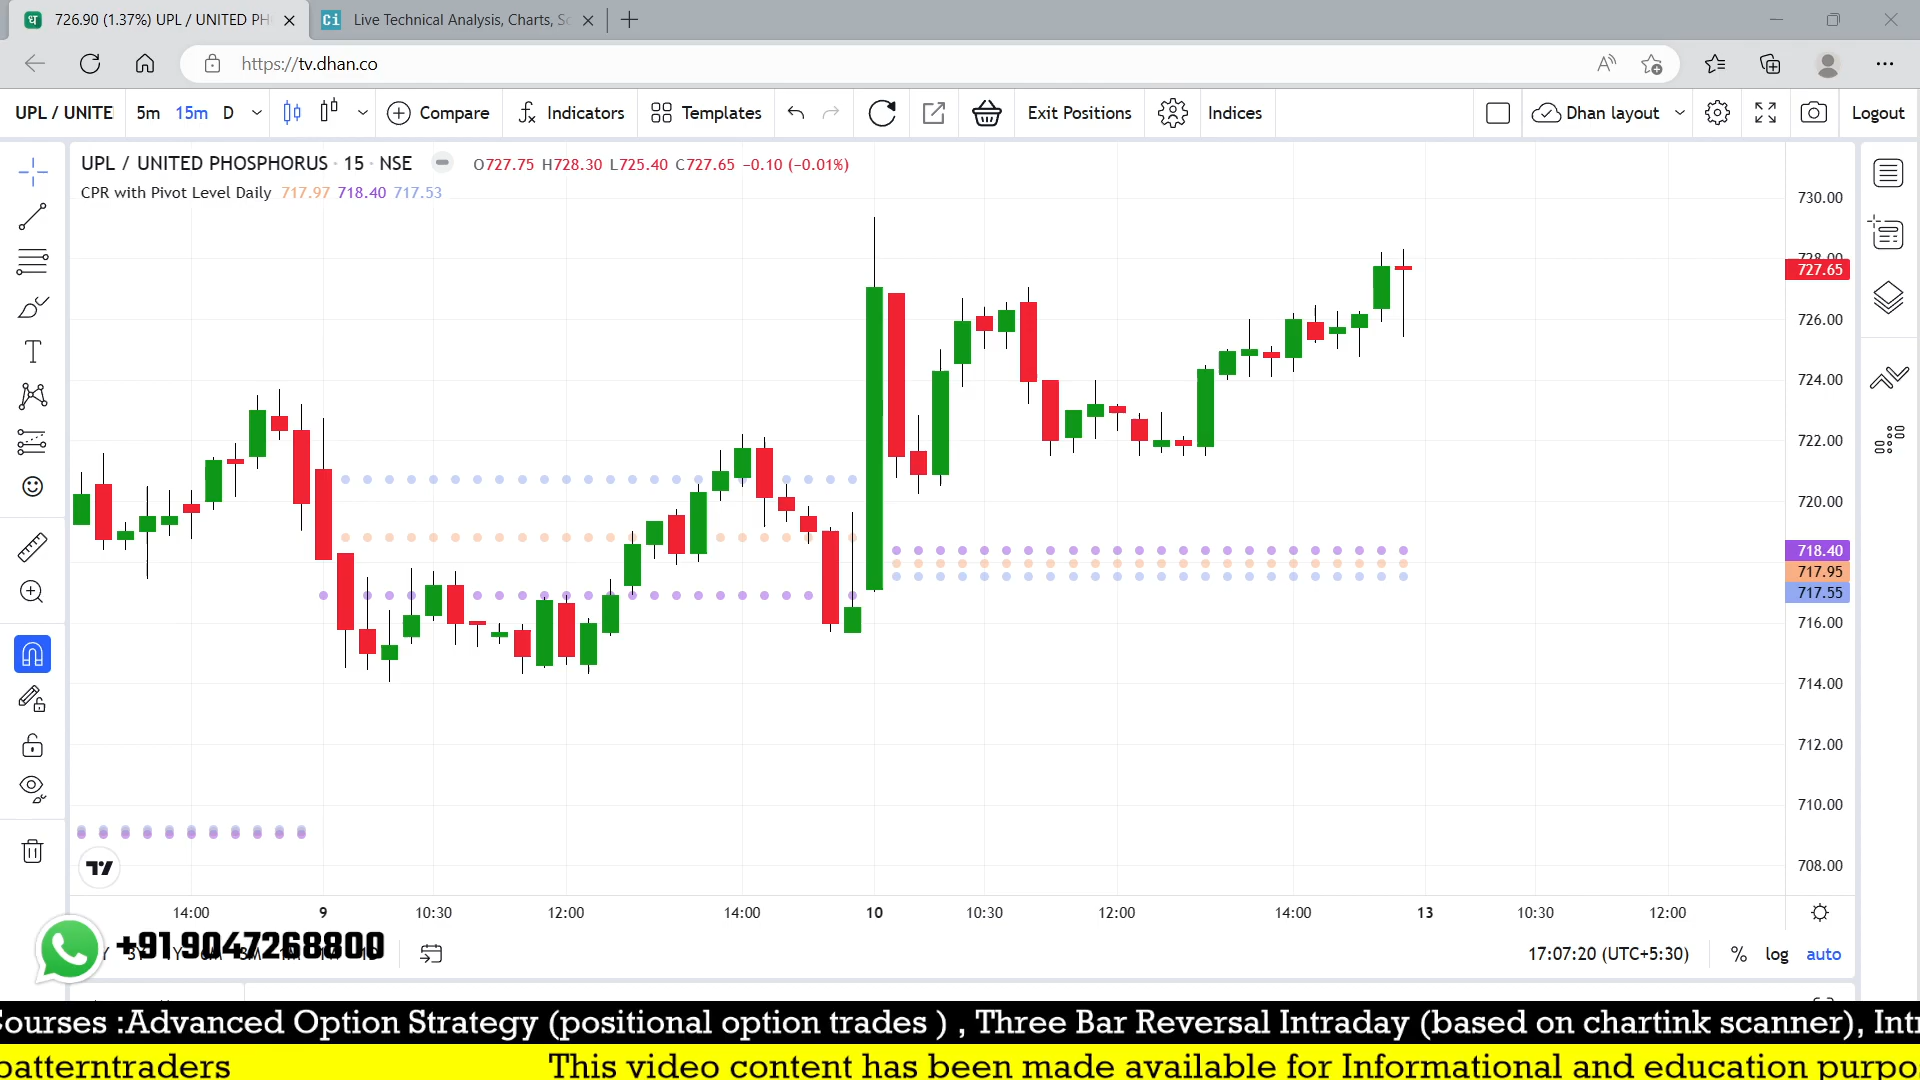 726.90 (1.37%) UPL / UNITED PH
Ci Live Technical Analysis, Charts, Sc
https://tv.dhan.co
UPL / UNITE 5m 15m D Compare Indicators Templates Exit Positions Indices Dhan layout Logout
UPL / UNITED PHOSPHORUS · 15 · NSE O727.75 H728.30 L725.40 C727.65 −0.10 (−0.01%)
CPR with Pivot Level Daily 717.97 718.40 717.53
730.00
728.00
727.65
726.00
724.00
722.00
720.00
718.40
717.95
717.55
716.00
714.00
712.00
710.00
708.00
14:00 9 10:30 12:00 14:00 10 10:30 12:00 14:00 13 10:30 12:00
+91 9047268800
17:07:20 (UTC+5:30) % log auto
Courses :Advanced Option Strategy (positional option trades ) , Three Bar Reversal Intraday (based on chartink scanner), Intr
patterntraders This video content has been made available for Informational and education purpo